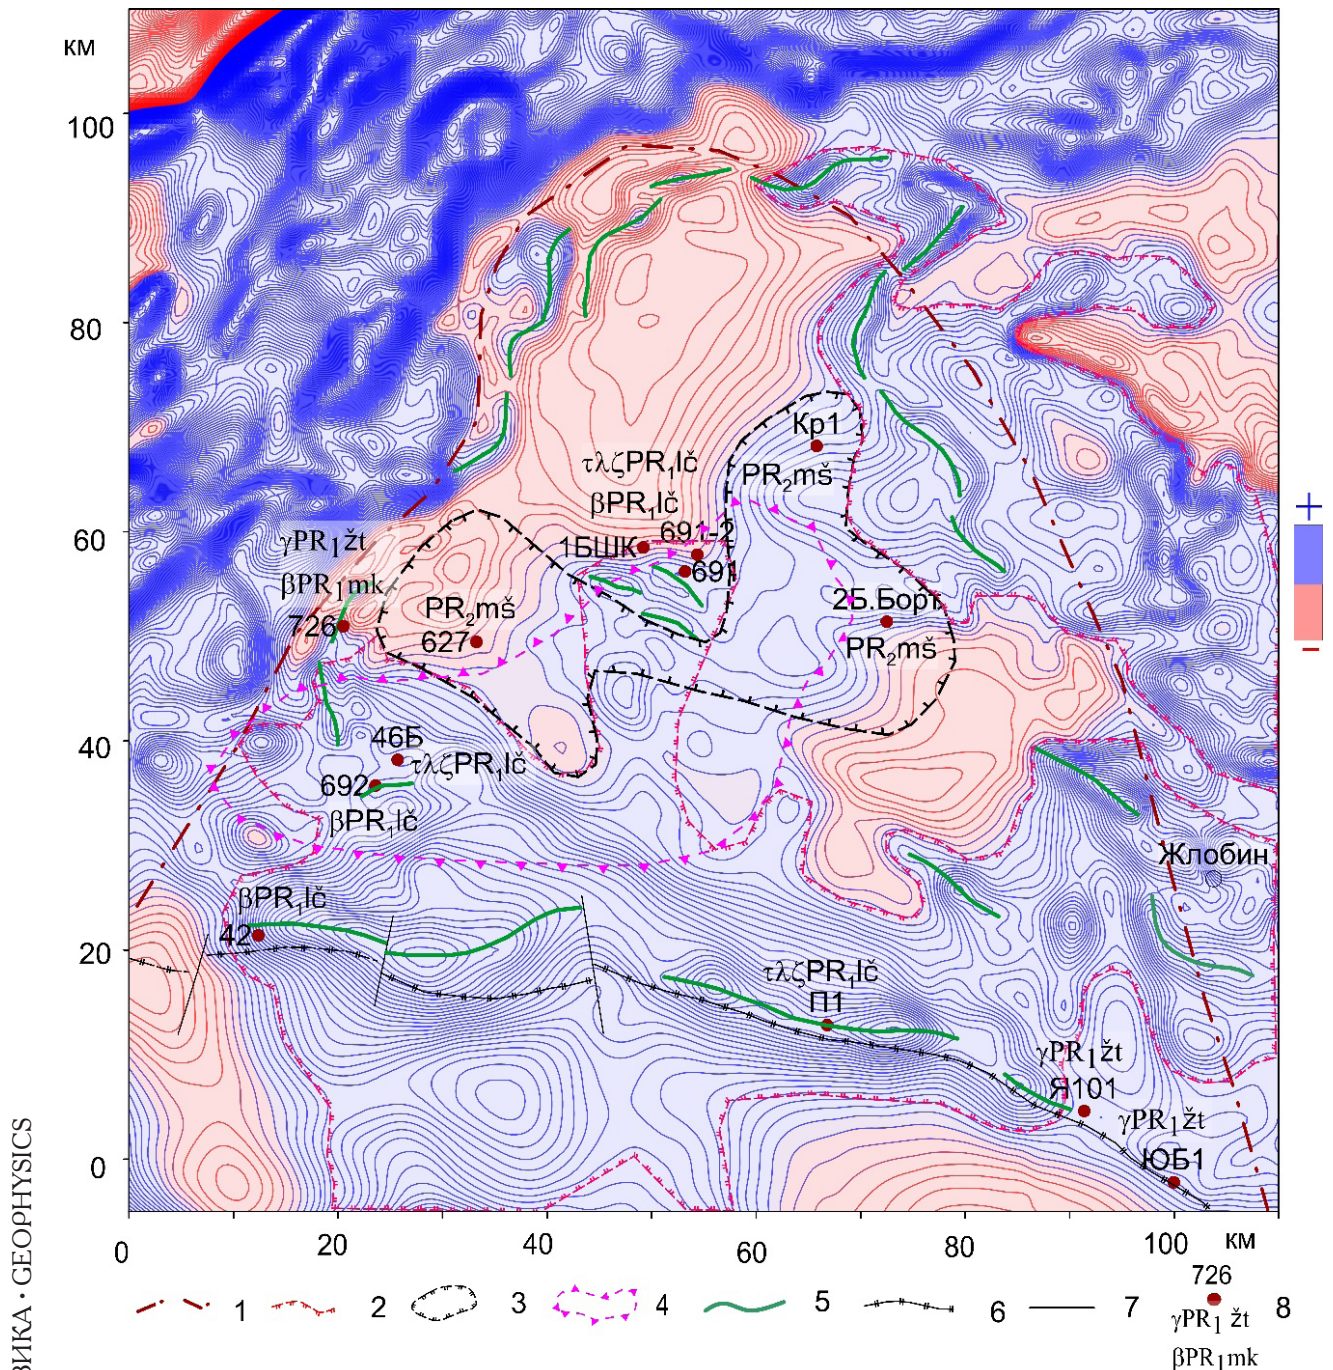 км
100
80
60
40
20
0
Кр1
PR₂mš
τλζPR₁lč
βPR₁lč
691-2
1БШК
691
γPR₁žt
βPR₁mk
726
PR₂mš
627
2Б.Борт
PR₂mš
46Б
τλζPR₁lč
692
βPR₁lč
Жлобин
βPR₁lč
42
τλζPR₁lč
П1
γPR₁žt
Я101
γPR₁žt
ЮБ1
+
−
0 20 40 60 80 100 км
1 2 3 4 5 6 7 8
726
γPR₁ žt
βPR₁mk
ВИКА • GEOPHYSICS